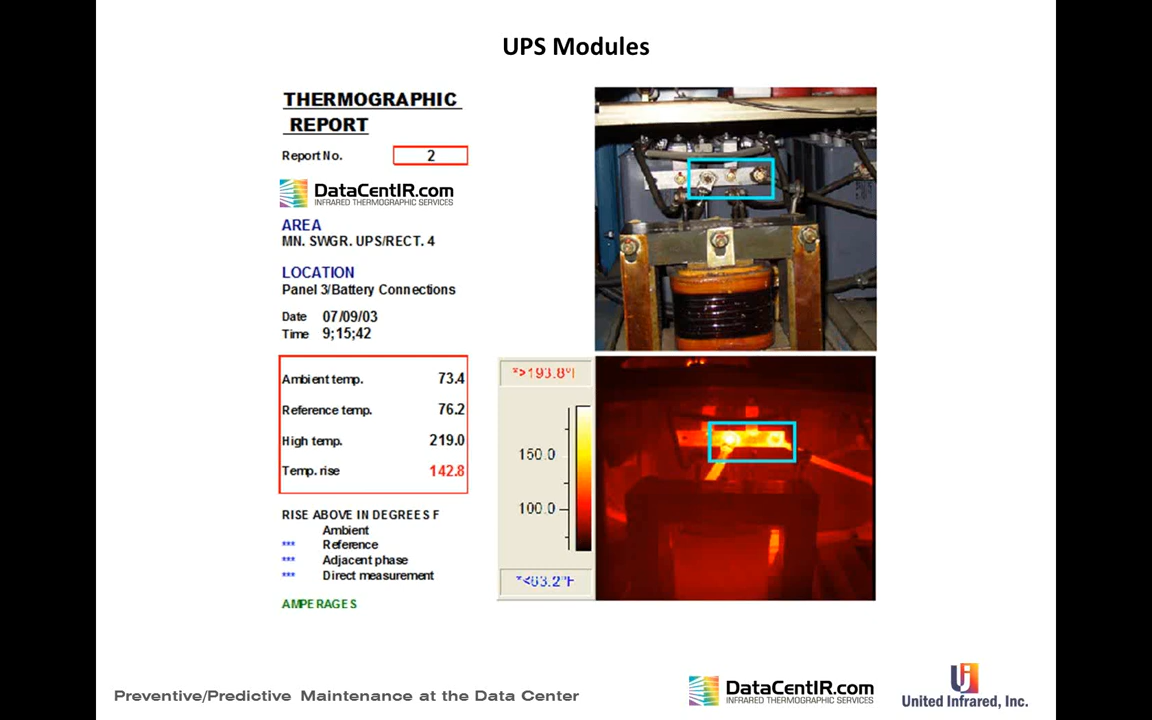 UPS Modules
THERMOGRAPHIC
REPORT
Report No. 2
DataCentIR.com
INFRARED THERMOGRAPHIC SERVICES
AREA
MN. SWGR. UPS/RECT. 4
LOCATION
Panel 3/Battery Connections
Date 07/09/03
Time 9;15;42
Ambient temp. 73.4
Reference temp. 76.2
High temp. 219.0
Temp. rise 142.8
RISE ABOVE IN DEGREES F
Ambient
*** Reference
*** Adjacent phase
*** Direct measurement
AMPERAGES
*>193.8°F
150.0
100.0
*<63.2°F
Preventive/Predictive Maintenance at the Data Center
DataCentIR.com
INFRARED THERMOGRAPHIC SERVICES
United Infrared, Inc.